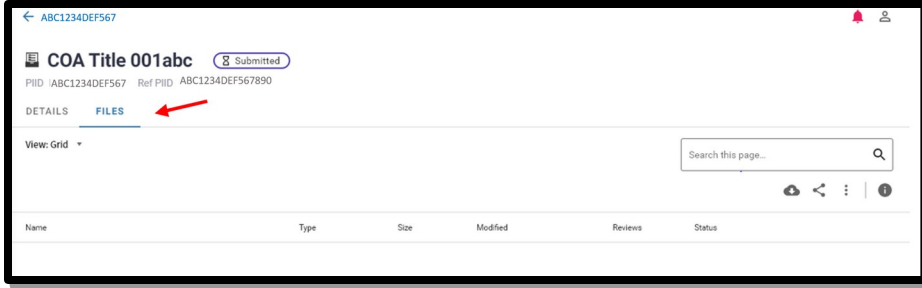 ABC1234DEF567
COA Title 001abc Submitted
PIID ABC1234DEF567 Ref PIID ABC1234DEF567890
DETAILS FILES
View: Grid
Search this page...
Name Type Size Modified Reviews Status